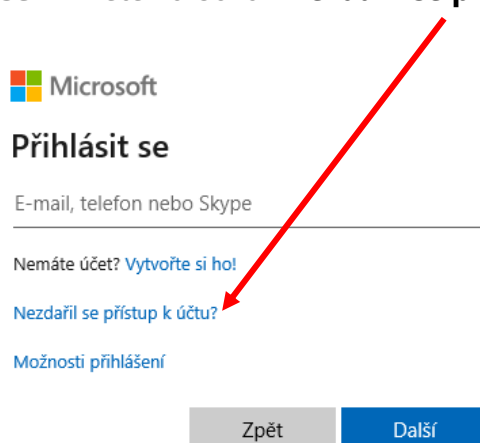 Microsoft
Přihlásit se
E-mail, telefon nebo Skype
Nemáte účet? Vytvořte si ho!
Nezdařil se přístup k účtu?
Možnosti přihlášení
Zpět
Další